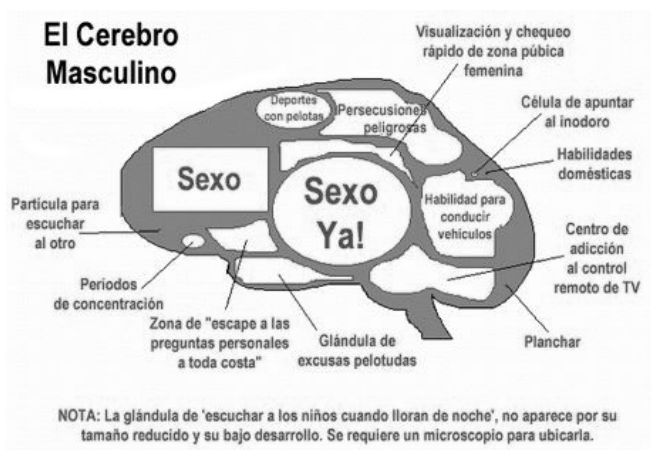 El Cerebro
Masculino
Visualización y chequeo
rápido de zona púbica
femenina
Deportes
con pelotas
Persecusiones
peligrosas
Célula de apuntar
al inodoro
Habilidades
domésticas
Sexo
Sexo
Ya!
Habilidad para
conducir
vehículos
Partícula para
escuchar
al otro
Centro de
adicción
al control
remoto de TV
Períodos
de concentración
Zona de "escape a las
preguntas personales
a toda costa"
Glándula de
excusas pelotudas
Planchar
NOTA: La glándula de 'escuchar a los niños cuando lloran de noche', no aparece por su
tamaño reducido y su bajo desarrollo. Se requiere un microscopio para ubicarla.